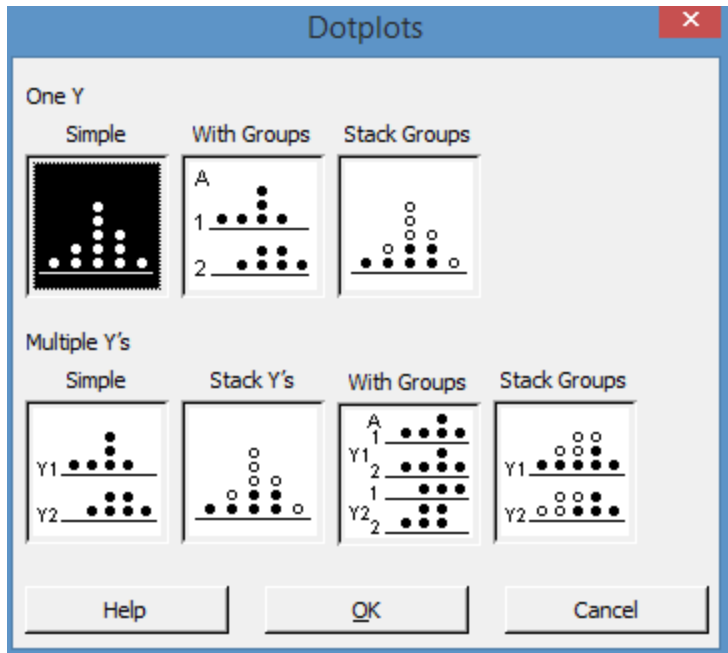 Dotplots
One Y
Simple With Groups Stack Groups
A
1
2
Multiple Y's
Simple Stack Y's With Groups Stack Groups
Y1
Y2
A
1
Y1
2
1
Y2
2
Y1
Y2
Help OK Cancel